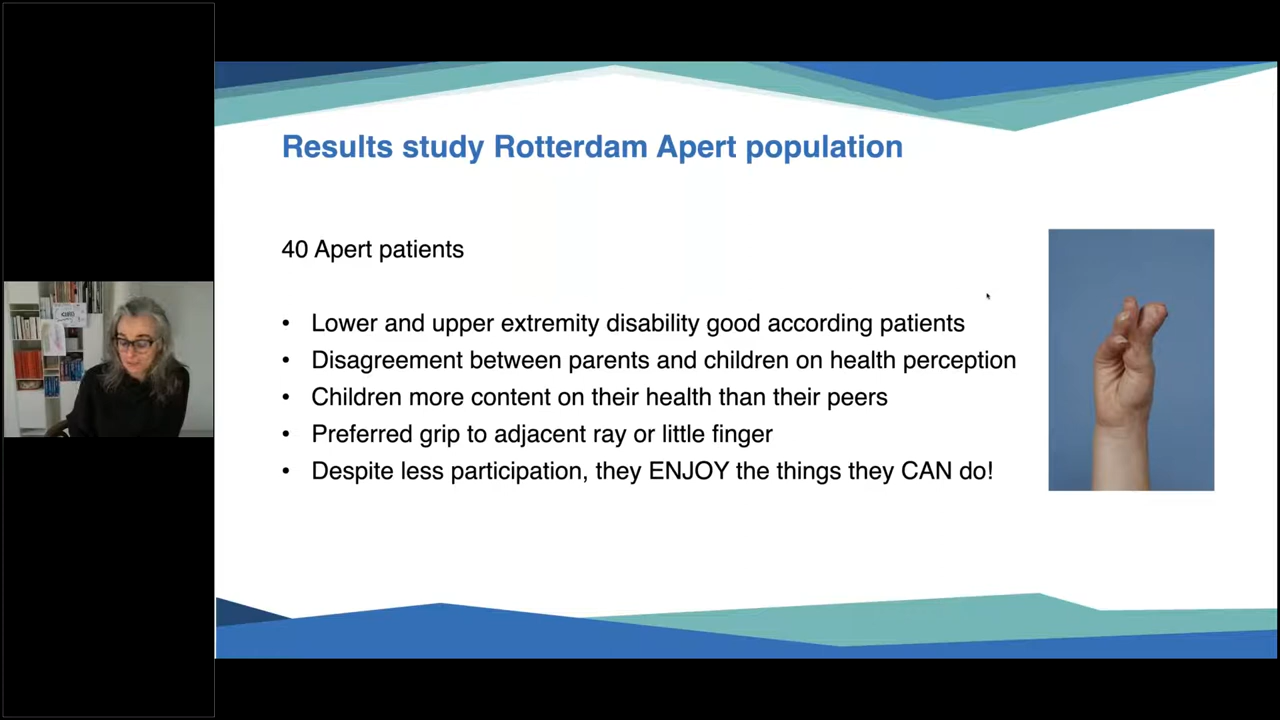 Results study Rotterdam Apert population
40 Apert patients
• Lower and upper extremity disability good according patients
• Disagreement between parents and children on health perception
• Children more content on their health than their peers
• Preferred grip to adjacent ray or little finger
• Despite less participation, they ENJOY the things they CAN do!